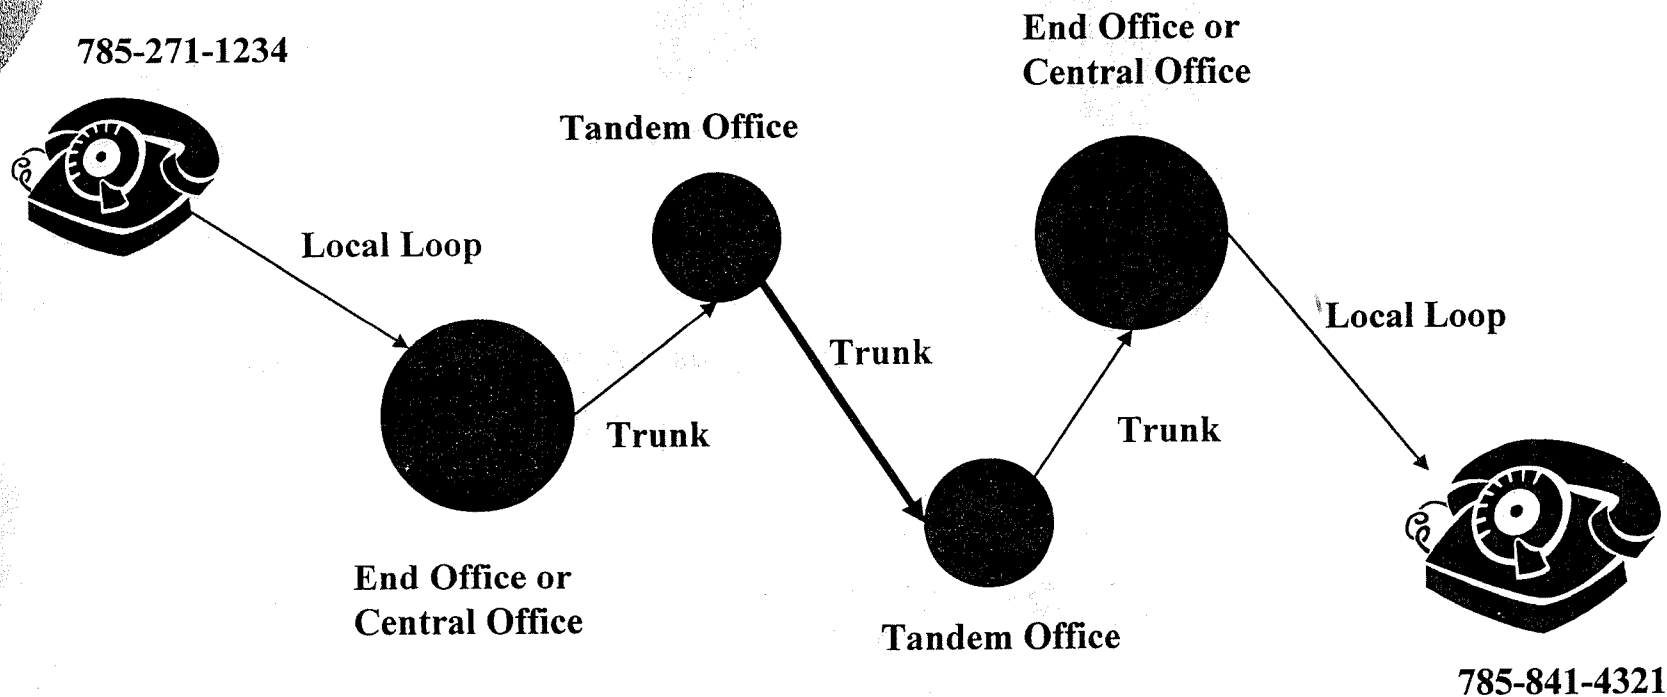 785-271-1234
End Office or
Central Office
Tandem Office
Local Loop
Local Loop
Trunk
Trunk
Trunk
End Office or
Central Office
Tandem Office
785-841-4321